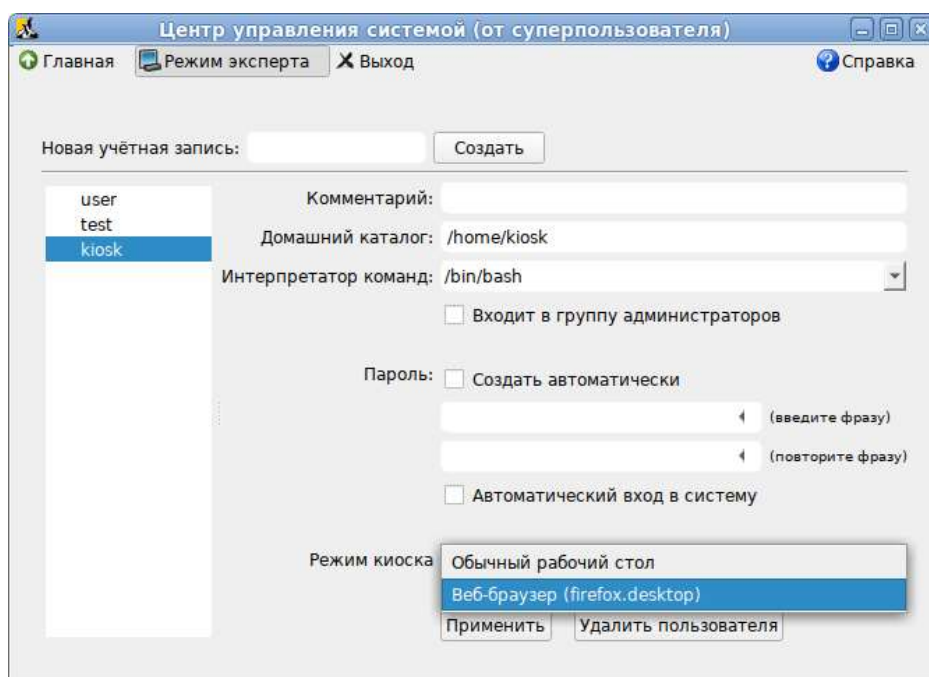 Центр управления системой (от суперпользователя)
Главная Режим эксперта Выход Справка
Новая учётная запись: Создать
user
test
kiosk
Комментарий:
Домашний каталог: /home/kiosk
Интерпретатор команд: /bin/bash
Входит в группу администраторов
Пароль: Создать автоматически
(введите фразу)
(повторите фразу)
Автоматический вход в систему
Режим киоска Обычный рабочий стол
Веб-браузер (firefox.desktop)
Применить Удалить пользователя